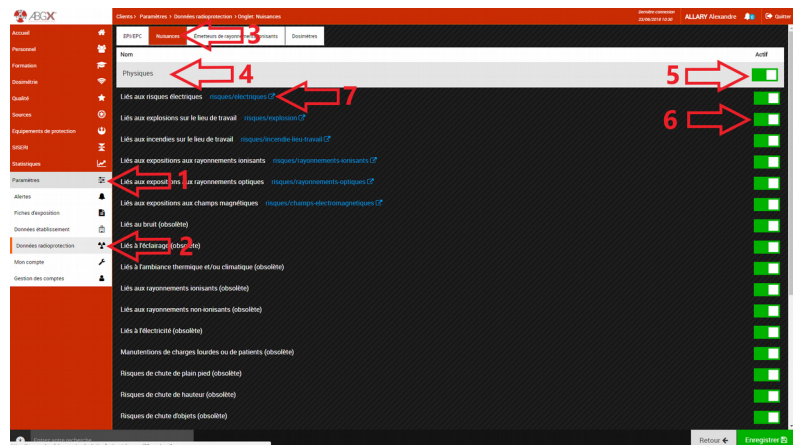 ABGX
Clients > Paramètres > Données radioprotection > Onglet: Nuisances
Dernière connexion
23/08/2018 10:30
ALLARY Alexandre
Quitter
Accueil
Personnel
Formation
Dosimétrie
Qualité
Sources
Equipements de protection
SISERI
Statistiques
Paramètres
Alertes
Fiches d'exposition
Données établissement
Données radioprotection
Mon compte
Gestion des comptes
EPI/EPC
Nuisances
Emetteurs de rayonnements ionisants
Dosimètres
3
Nom
Actif
Physiques
4
5
Liés aux risques électriques risques/électriques
7
Liés aux explosions sur le lieu de travail risques/explosion
6
Liés aux incendies sur le lieu de travail risques/incendie-lieu-travail
Liés aux expositions aux rayonnements ionisants risques/rayonnements-ionisants
1
Liés aux expositions aux rayonnements optiques risques/rayonnements-optiques
Liés aux expositions aux champs magnétiques risques/champs-electromagnetiques
Liés au bruit (obsolète)
2
Liés à l'éclairage (obsolète)
Liés à l'ambiance thermique et/ou climatique (obsolète)
Liés aux rayonnements ionisants (obsolète)
Liés aux rayonnements non-ionisants (obsolète)
Liés à l'électricité (obsolète)
Manutentions de charges lourdes ou de patients (obsolète)
Risques de chute de plain pied (obsolète)
Risques de chute de hauteur (obsolète)
Risques de chute d'objets (obsolète)
Entrez votre recherche
Retour
Enregistrer